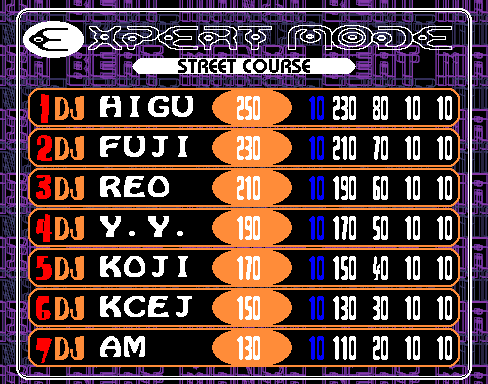 EXPERT MODE
STREET COURSE
1DJ HIGU 250 10 230 80 10 10
2DJ FUJI 230 10 210 70 10 10
3DJ REO 210 10 190 60 10 10
4DJ Y.Y. 190 10 170 50 10 10
5DJ KOJI 170 10 150 40 10 10
6DJ KCEJ 150 10 130 30 10 10
7DJ AM 130 10 110 20 10 10